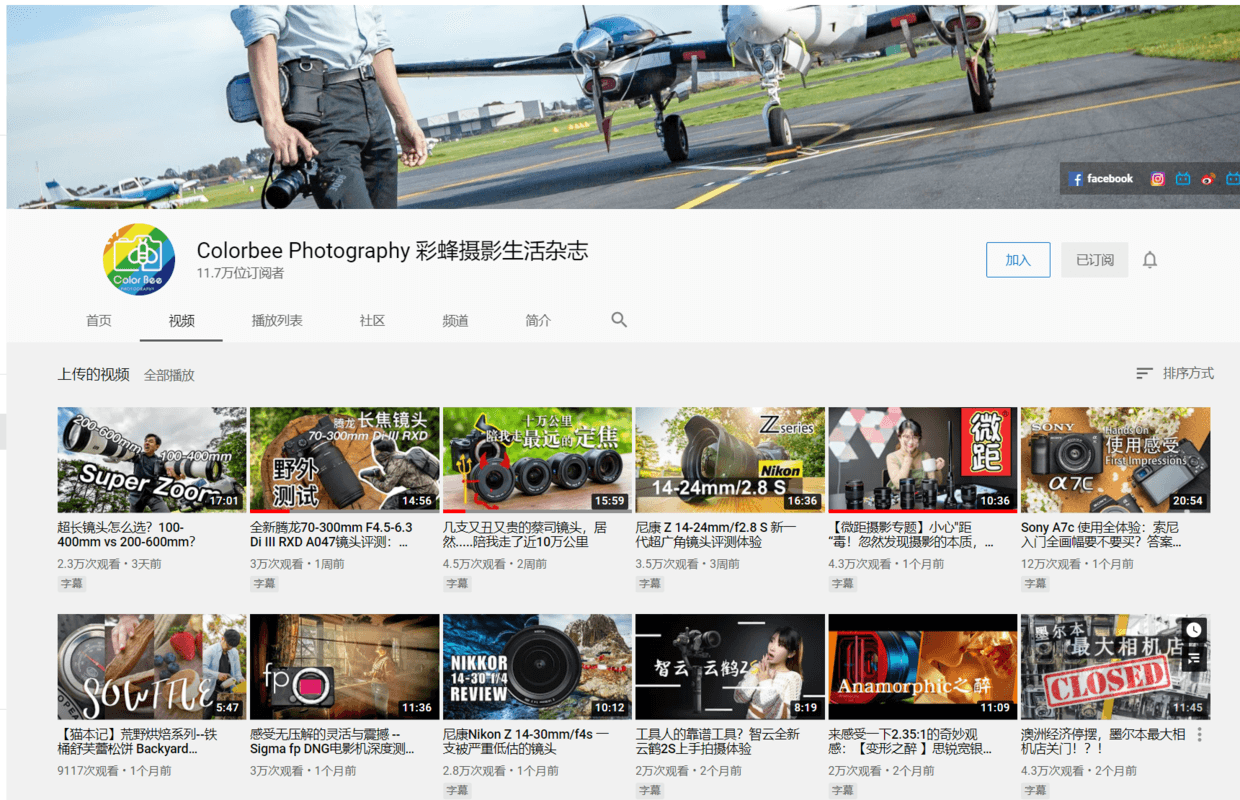 facebook
Color Bee
PHOTOGRAPHY
Colorbee Photography 彩蜂摄影生活杂志
11.7万位订阅者
加入
已订阅
首页
视频
播放列表
社区
频道
简介
上传的视频
全部播放
排序方式
200-600mm
100-400mm
Super Zoom
17:01
腾龙 长焦镜头
70-300mm Di III RXD
野外
测试
14:56
十万公里
陪我走最远的定焦
15:59
Z series
Nikon
14-24mm/2.8 S
16:36
微距
10:36
SONY
Hands On
使用感受
First Impressions
α7C
20:54
超长镜头怎么选？100-
400mm vs 200-600mm？
2.3万次观看 • 3天前
字幕
全新腾龙70-300mm F4.5-6.3
Di III RXD A047镜头评测：...
3万次观看 • 1周前
字幕
几支又丑又贵的蔡司镜头，居
然.....陪我走了近10万公里
4.5万次观看 • 2周前
字幕
尼康 Z 14-24mm/f2.8 S 新一
代超广角镜头评测体验
3.5万次观看 • 3周前
字幕
【微距摄影专题】小心"距
"毒！忽然发现摄影的本质，...
4.3万次观看 • 1个月前
字幕
Sony A7c 使用全体验：索尼
入门全画幅要不要买？答案...
12万次观看 • 1个月前
字幕
SOWTTLE
5:47
fp
11:36
NIKKOR
14-30 f/4
REVIEW
10:12
智云 云鹤2S
8:19
Anamorphic之醉
11:09
墨尔本
最大相机店
CLOSED
11:45
【猫本记】荒野烘焙系列--铁
桶舒芙蕾松饼 Backyard...
9117次观看 • 1个月前
感受无压解的灵活与震撼 --
Sigma fp DNG电影机深度测...
3万次观看 • 1个月前
尼康Nikon Z 14-30mm/f4s 一
支被严重低估的镜头
2.8万次观看 • 1个月前
字幕
工具人的靠谱工具？智云全新
云鹤2S上手拍摄体验
2万次观看 • 2个月前
字幕
来感受一下2.35:1的奇妙观
感：【变形之醉 】思锐宽银...
2万次观看 • 2个月前
字幕
澳洲经济停摆，墨尔本最大相
机店关门！？！
4.3万次观看 • 2个月前
字幕